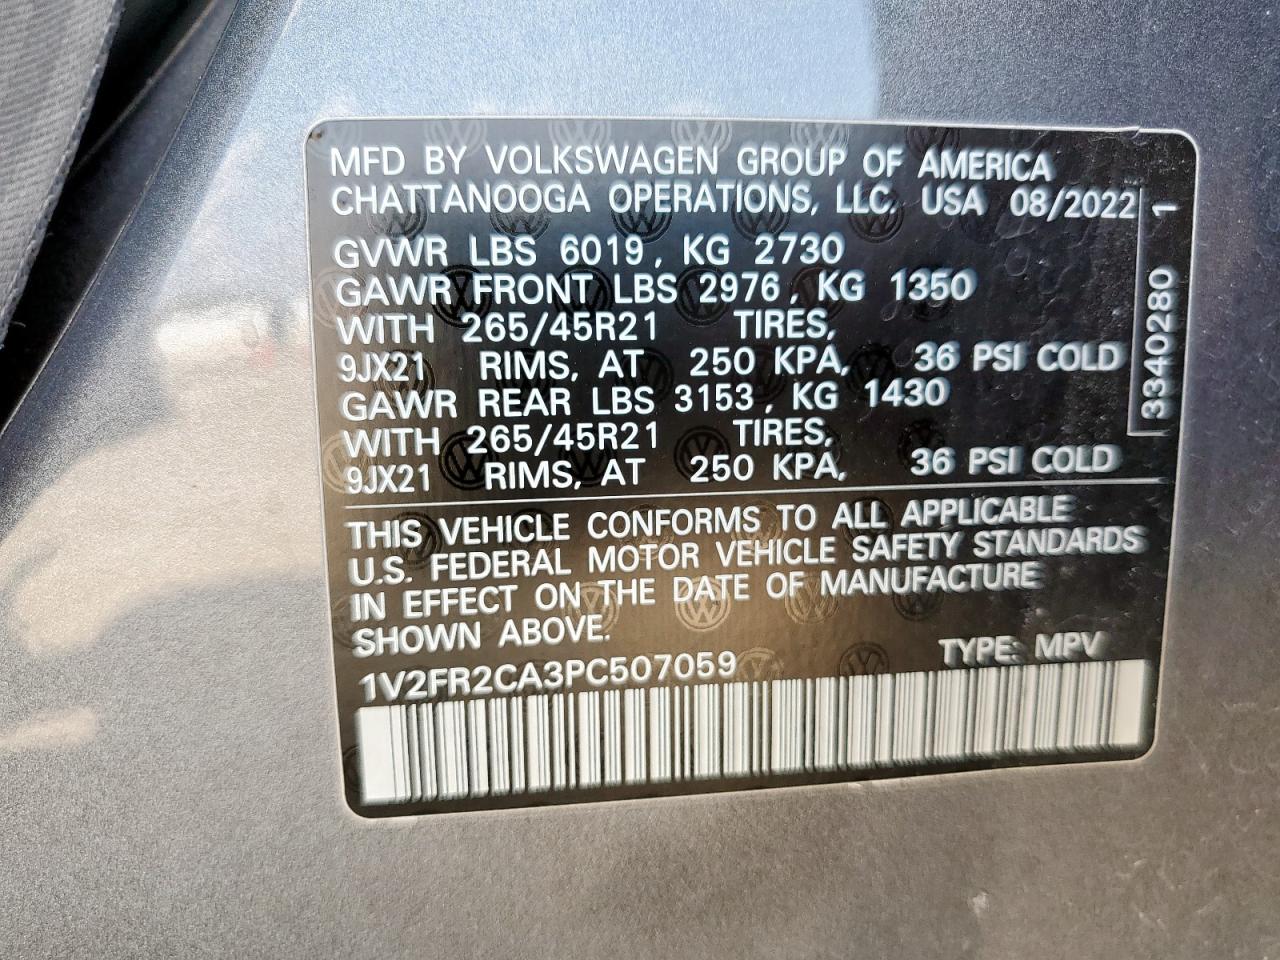 MFD BY VOLKSWAGEN GROUP OF AMERICA
CHATTANOOGA OPERATIONS, LLC, USA 08/2022
GVWR LBS 6019, KG 2730
GAWR FRONT LBS 2976, KG 1350
WITH 265/45R21 TIRES,
9JX21 RIMS, AT 250 KPA, 36 PSI COLD
GAWR REAR LBS 3153, KG 1430
WITH 265/45R21 TIRES,
9JX21 RIMS, AT 250 KPA, 36 PSI COLD
3340280 1
THIS VEHICLE CONFORMS TO ALL APPLICABLE
U.S. FEDERAL MOTOR VEHICLE SAFETY STANDARDS
IN EFFECT ON THE DATE OF MANUFACTURE
SHOWN ABOVE.
1V2FR2CA3PC507059 TYPE: MPV